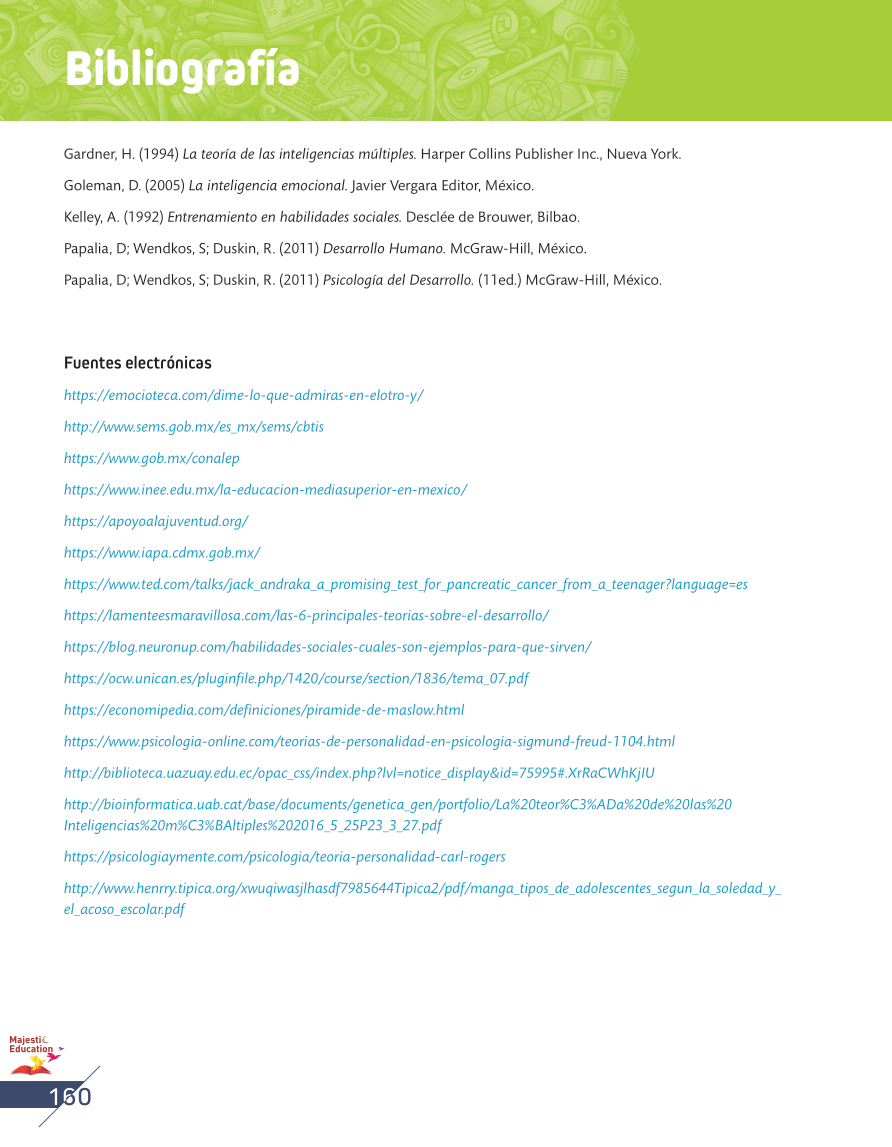 Bibliografía
Gardner, H. (1994) La teoría de las inteligencias múltiples. Harper Collins Publisher Inc., Nueva York.
Goleman, D. (2005) La inteligencia emocional. Javier Vergara Editor, México.
Kelley, A. (1992) Entrenamiento en habilidades sociales. Desclée de Brouwer, Bilbao.
Papalia, D; Wendkos, S; Duskin, R. (2011) Desarrollo Humano. McGraw-Hill, México.
Papalia, D; Wendkos, S; Duskin, R. (2011) Psicología del Desarrollo. (11ed.) McGraw-Hill, México.
Fuentes electrónicas
https://emocioteca.com/dime-lo-que-admiras-en-elotro-y/
http://www.sems.gob.mx/es_mx/sems/cbtis
https://www.gob.mx/conalep
https://www.inee.edu.mx/la-educacion-mediasuperior-en-mexico/
https://apoyoalajuventud.org/
https://www.iapa.cdmx.gob.mx/
https://www.ted.com/talks/jack_andraka_a_promising_test_for_pancreatic_cancer_from_a_teenager?language=es
https://lamenteesmaravillosa.com/las-6-principales-teorias-sobre-el-desarrollo/
https://blog.neuronup.com/habilidades-sociales-cuales-son-ejemplos-para-que-sirven/
https://ocw.unican.es/pluginfile.php/1420/course/section/1836/tema_07.pdf
https://economipedia.com/definiciones/piramide-de-maslow.html
https://www.psicologia-online.com/teorias-de-personalidad-en-psicologia-sigmund-freud-1104.html
http://biblioteca.uazuay.edu.ec/opac_css/index.php?lvl=notice_display&id=75995#.XrRaCWhKjIU
http://bioinformatica.uab.cat/base/documents/genetica_gen/portfolio/La%20teor%C3%ADa%20de%20las%20
Inteligencias%20m%C3%BAltiples%202016_5_25P23_3_27.pdf
https://psicologiaymente.com/psicologia/teoria-personalidad-carl-rogers
http://www.henrry.tipica.org/xwuqiwasjlhasdf7985644Tipica2/pdf/manga_tipos_de_adolescentes_segun_la_soledad_y_
el_acoso_escolar.pdf
Majestic
Education
160